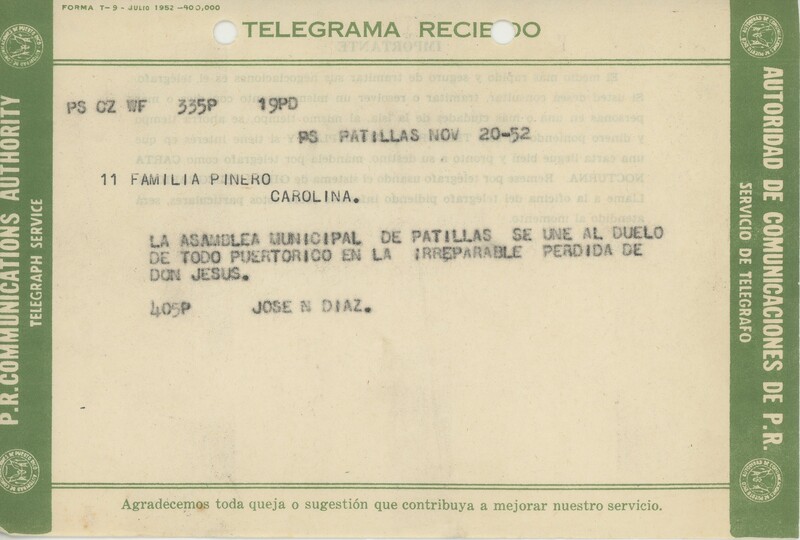 FORMA T-9 - JULIO 1952 -400,000
TELEGRAMA RECIBIDO
PS CZ WF 335P 19PD
PS PATILLAS NOV 20-52
11 FAMILIA PINERO
CAROLINA.
LA ASAMBLEA MUNICIPAL DE PATILLAS SE UNE AL DUELO
DE TODO PUERTORICO EN LA IRREPARABLE PERDIDA DE
DON JESUS.
405P JOSE N DIAZ.
Agradecemos toda queja o sugestión que contribuya a mejorar nuestro servicio.
P.R. COMMUNICATIONS AUTHORITY
TELEGRAPH SERVICE
AUTORIDAD DE COMUNICACIONES DE P.R.
SERVICIO DE TELEGRAFO